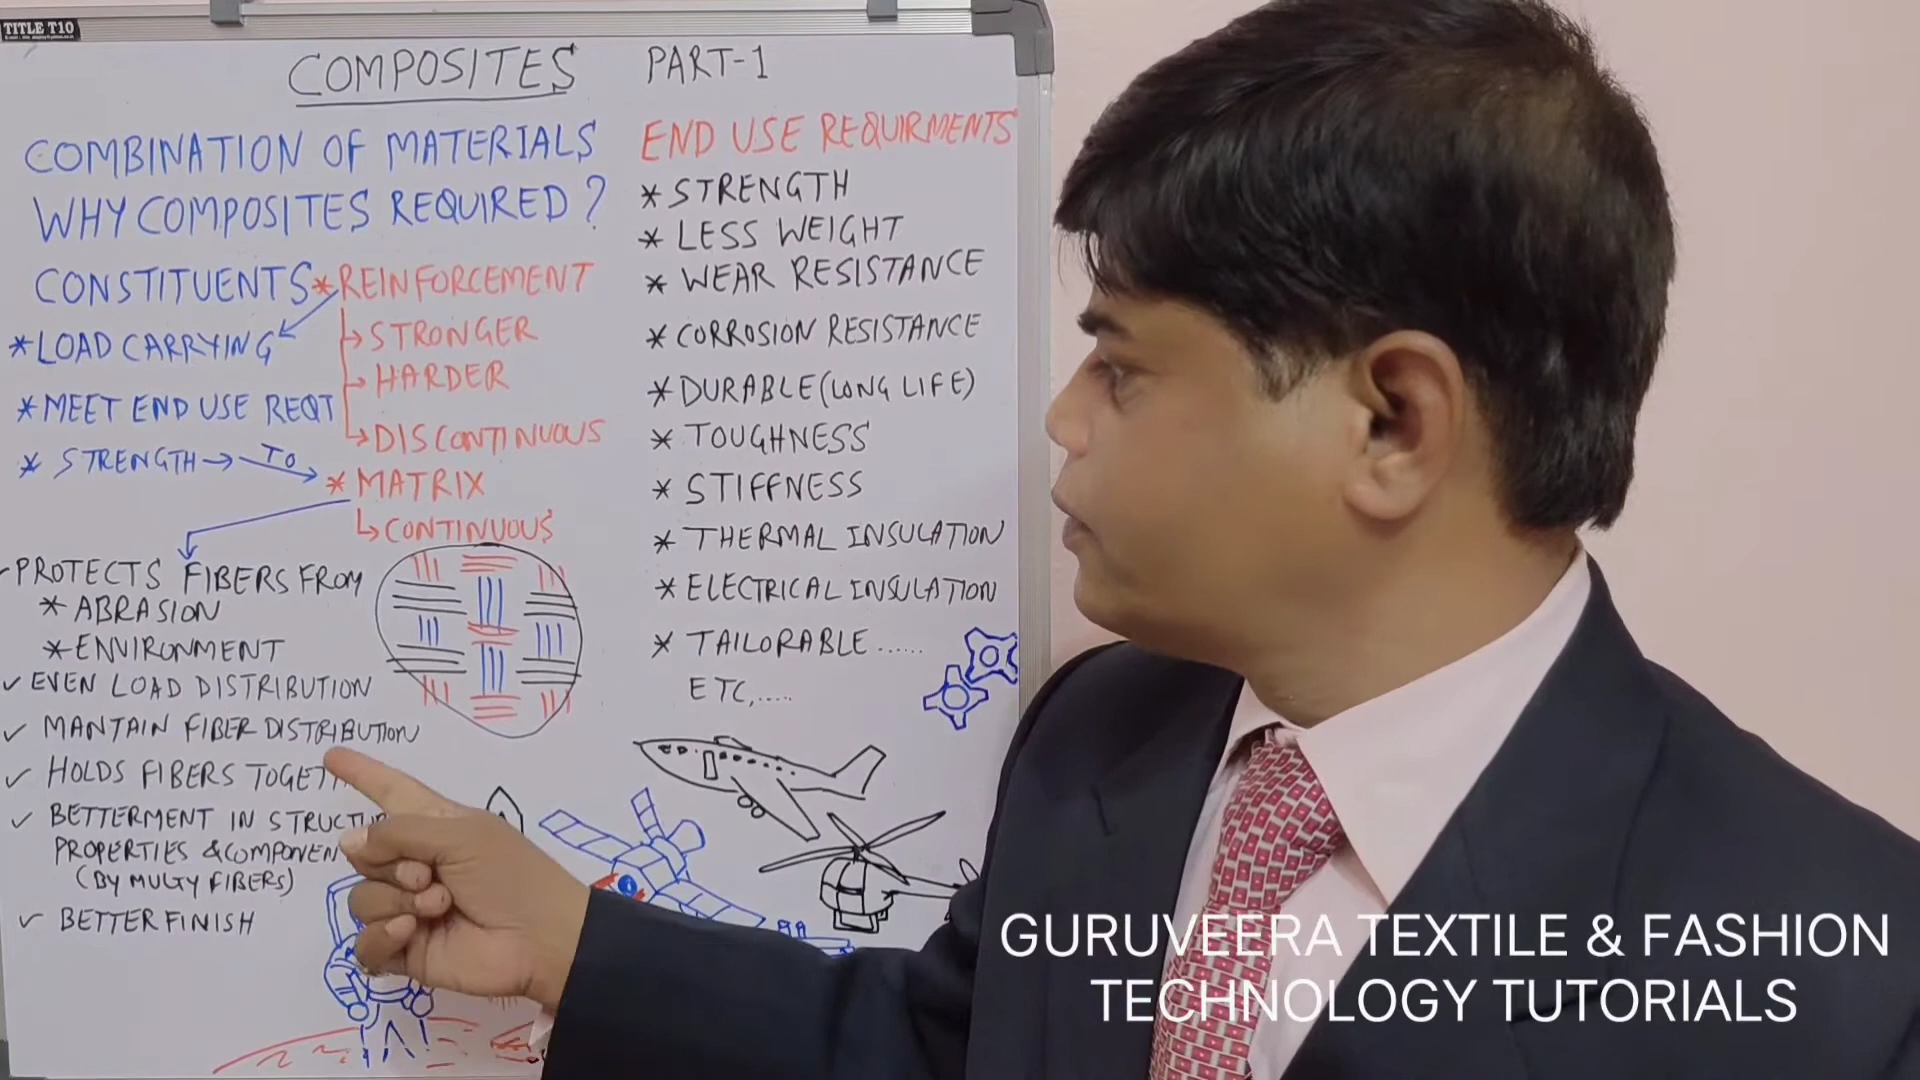 TITLE T10
COMPOSITES PART-1
COMBINATION OF MATERIALS
WHY COMPOSITES REQUIRED?
CONSTITUENTS * REINFORCEMENT
→ STRONGER
→ HARDER
→ DISCONTINUOUS
* LOAD CARRYING
* MEET END USE REQT
* STRENGTH → TO
* MATRIX
→ CONTINUOUS
PROTECTS FIBERS FROM
* ABRASION
* ENVIRONMENT
✓ EVEN LOAD DISTRIBUTION
✓ MANTAIN FIBER DISTRIBUTION
✓ HOLDS FIBERS
✓ BETTERMENT IN
PROPERTIES &
(BY MULTY FIBERS)
✓ BETTER FINISH
END USE REQUIRMENTS
* STRENGTH
* LESS WEIGHT
* WEAR RESISTANCE
* CORROSION RESISTANCE
* DURABLE (LONG LIFE)
* TOUGHNESS
* STIFFNESS
* THERMAL INSULATION
* ELECTRICAL INSULATION
* TAILORABLE ......
ETC,.....
GURUVEERA TEXTILE & FASHION
TECHNOLOGY TUTORIALS